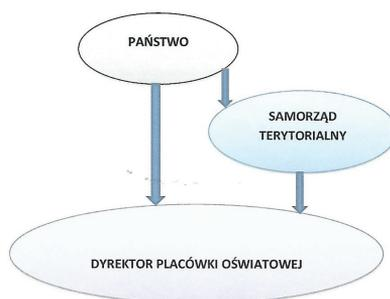 PAŃSTWO
SAMORZĄD
TERYTORIALNY
DYREKTOR PLACÓWKI OŚWIATOWEJ